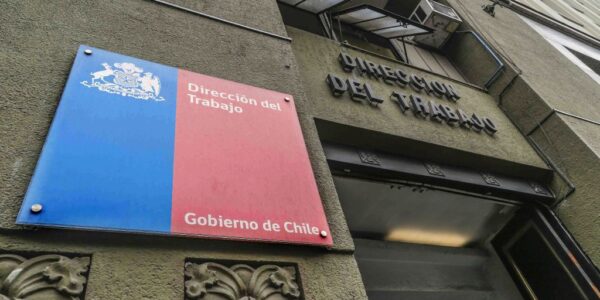 Dirección del
Trabajo
Gobierno de Chile
DIRECCION
DEL TRABAJO